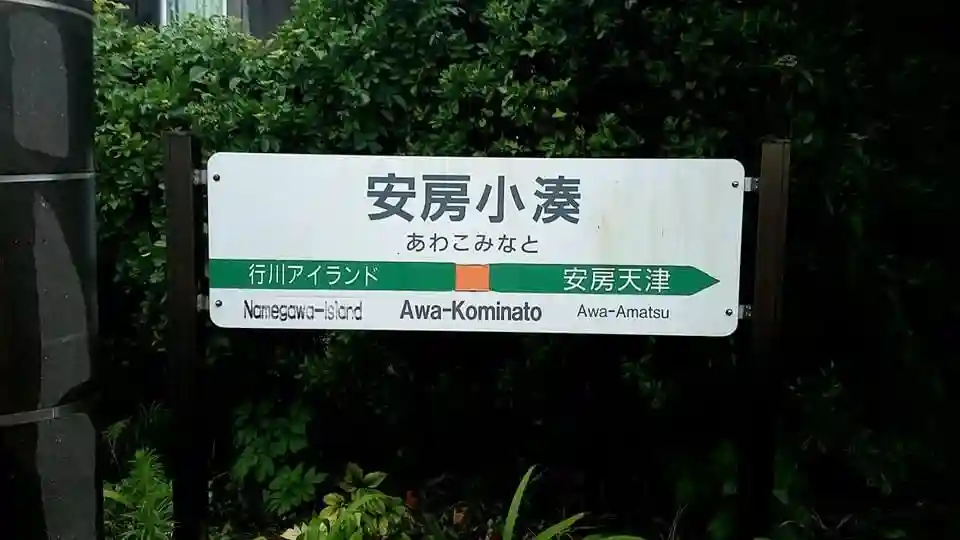 安房小湊
あわこみなと
行川アイランド 安房天津
Namegawa-Island Awa-Kominato Awa-Amatsu